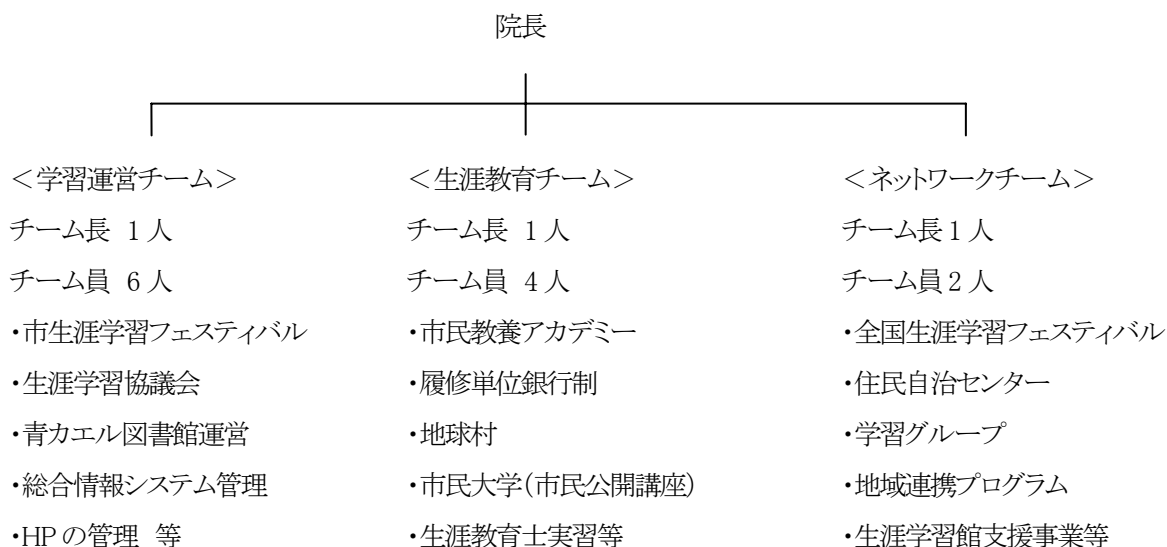 院長
<学習運営チーム>
チーム長 1人
チーム員 6人
・市生涯学習フェスティバル
・生涯学習協議会
・青カエル図書館運営
・総合情報システム管理
・HPの管理 等
<生涯教育チーム>
チーム長 1人
チーム員 4人
・市民教養アカデミー
・履修単位銀行制
・地球村
・市民大学(市民公開講座)
・生涯教育士実習等
<ネットワークチーム>
チーム長1人
チーム員2人
・全国生涯学習フェスティバル
・住民自治センター
・学習グループ
・地域連携プログラム
・生涯学習館支援事業等